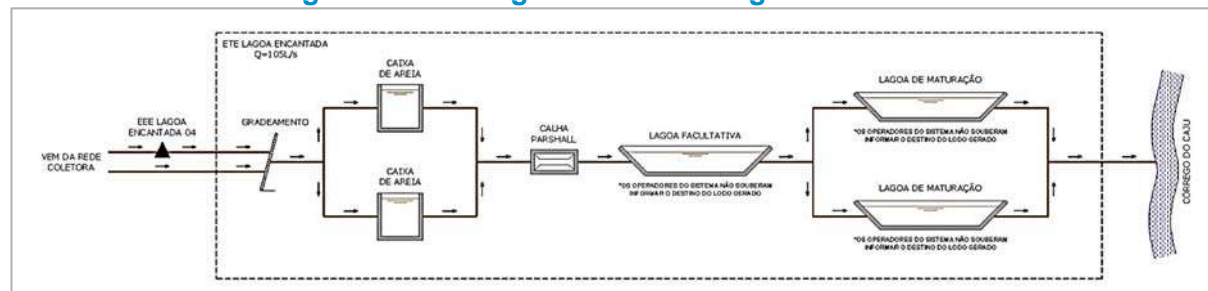 ETE LAGOA ENCANTADA
Q=105L/s
EEE LAGOA
ENCANTADA 04
VEM DA REDE
COLETORA
GRADEAMENTO
CAIXA
DE AREIA
CAIXA
DE AREIA
CALHA
PARSHALL
LAGOA FACULTATIVA
*OS OPERADORES DO SISTEMA NÃO SOUBERAM
INFORMAR O DESTINO DO LODO GERADO
LAGOA DE MATURAÇÃO
*OS OPERADORES DO SISTEMA NÃO SOUBERAM
INFORMAR O DESTINO DO LODO GERADO
LAGOA DE MATURAÇÃO
*OS OPERADORES DO SISTEMA NÃO SOUBERAM
INFORMAR O DESTINO DO LODO GERADO
CÓRREGO DO CAJU